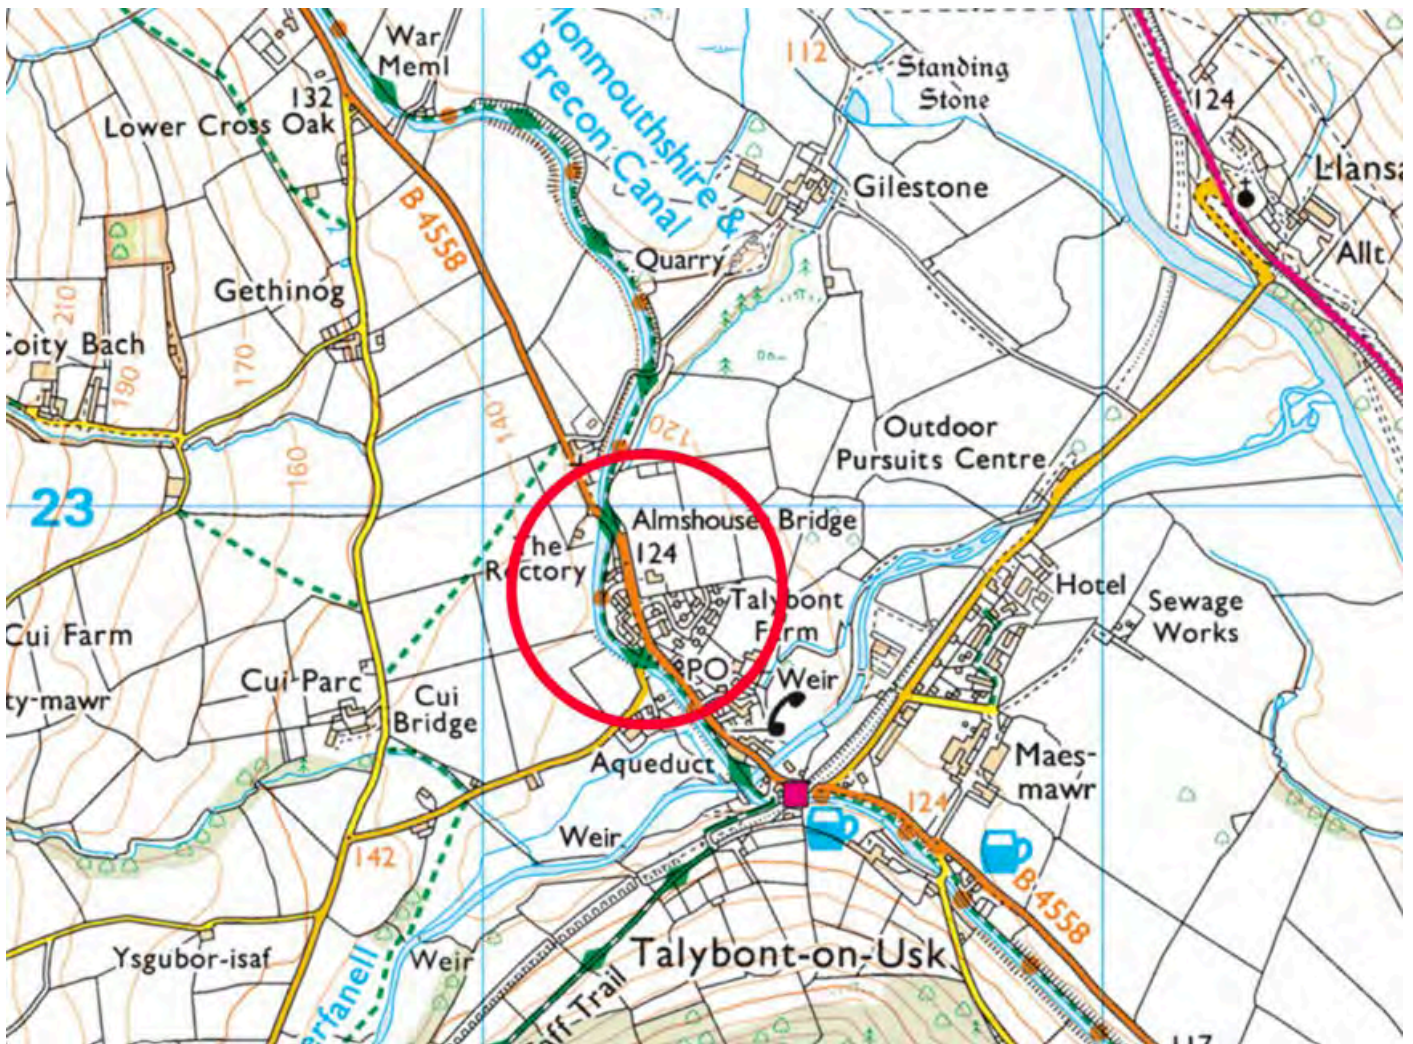 War
Meml
132
Lower Cross Oak
Monmouthshire &
Brecon Canal
112
Standing
Stone
124
Llansa
Allt
B 4558
Gilestone
Quarry
Gethinog
210
Coity Bach
190
170
140
120
160
Outdoor
Pursuits Centre
23
Almshouse Bridge
124
The
Rectory
Talybont
Farm
Hotel
Sewage
Works
Cui Farm
ty-mawr
Cui Parc
Cui
Bridge
PO
Weir
Aqueduct
Maes-
mawr
124
142
Weir
B 4558
Ysgubor-isaf
Weir
Talybont-on-Usk
erfanell
aff Trail
117